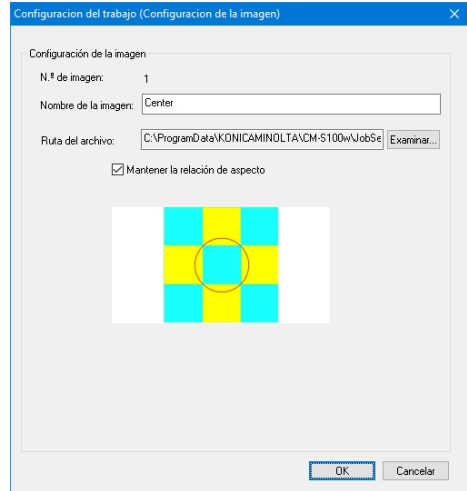 Configuracion del trabajo (Configuracion de la imagen)
Configuración de la imagen
N.º de imagen: 1
Nombre de la imagen: Center
Ruta del archivo: C:\ProgramData\KONICAMINOLTA\CM-S100w\JobSe Examinar...
Mantener la relación de aspecto
OK Cancelar